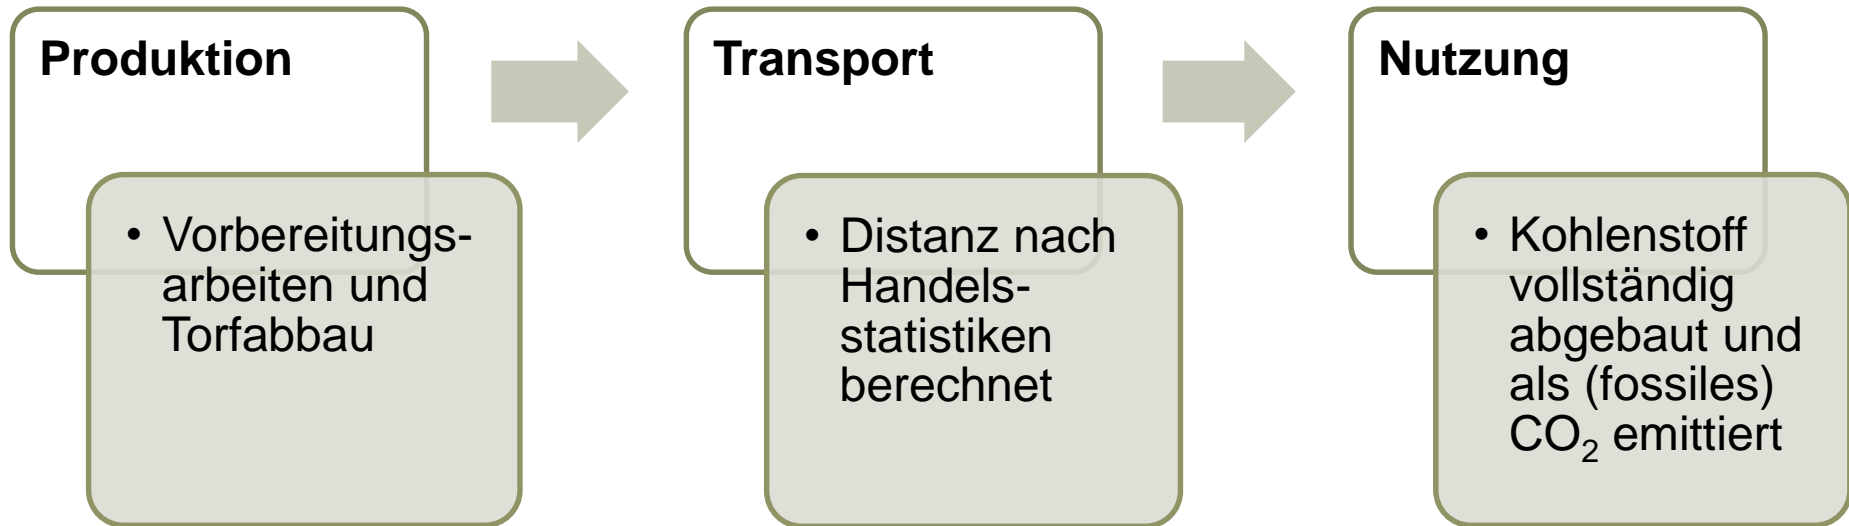 Produktion
• Vorbereitungs-
arbeiten und
Torfabbau
Transport
• Distanz nach
Handels-
statistiken
berechnet
Nutzung
• Kohlenstoff
vollständig
abgebaut und
als (fossiles)
CO₂ emittiert